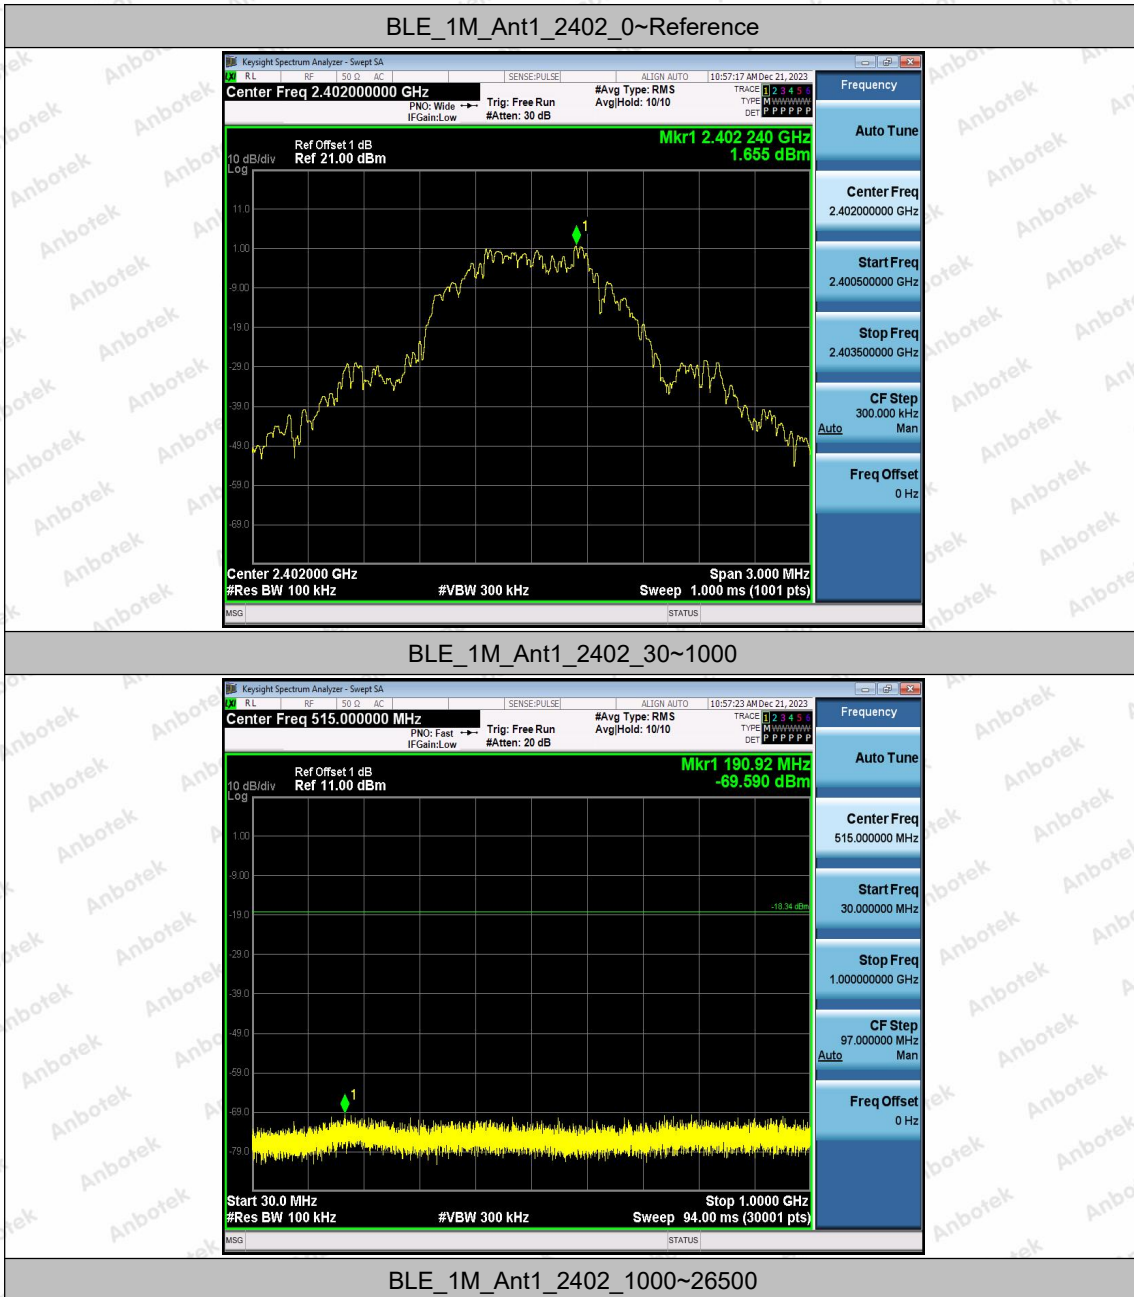 BLE_1M_Ant1_2402_0~Reference
Keysight Spectrum Analyzer - Swept SA
LXI RL RF 50 Ω AC SENSE:PULSE ALIGN AUTO 10:57:17 AM Dec 21, 2023
Center Freq 2.402000000 GHz
PNO: Wide
IFGain:Low
Trig: Free Run
#Atten: 30 dB
#Avg Type: RMS
Avg|Hold: 10/10
TRACE 1 2 3 4 5 6
TYPE M W W W W W
DET P P P P P P
Frequency
Mkr1 2.402 240 GHz
1.655 dBm
Ref Offset 1 dB
10 dB/div Ref 21.00 dBm
Log
11.0
1.00
-9.00
-19.0
-29.0
-39.0
-49.0
-59.0
-69.0
1
Center 2.402000 GHz Span 3.000 MHz
#Res BW 100 kHz #VBW 300 kHz Sweep 1.000 ms (1001 pts)
MSG STATUS
Auto Tune
Center Freq
2.402000000 GHz
Start Freq
2.400500000 GHz
Stop Freq
2.403500000 GHz
CF Step
300.000 kHz
Auto Man
Freq Offset
0 Hz
BLE_1M_Ant1_2402_30~1000
Keysight Spectrum Analyzer - Swept SA
LXI RL RF 50 Ω AC SENSE:PULSE ALIGN AUTO 10:57:23 AM Dec 21, 2023
Center Freq 515.000000 MHz
PNO: Fast
IFGain:Low
Trig: Free Run
#Atten: 20 dB
#Avg Type: RMS
Avg|Hold: 10/10
TRACE 1 2 3 4 5 6
TYPE M W W W W W
DET P P P P P P
Frequency
Mkr1 190.92 MHz
-69.590 dBm
Ref Offset 1 dB
10 dB/div Ref 11.00 dBm
Log
1.00
-9.00
-19.0
-29.0
-39.0
-49.0
-59.0
-69.0
-79.0
-18.34 dBm
1
Start 30.0 MHz Stop 1.0000 GHz
#Res BW 100 kHz #VBW 300 kHz Sweep 94.00 ms (30001 pts)
MSG STATUS
Auto Tune
Center Freq
515.000000 MHz
Start Freq
30.000000 MHz
Stop Freq
1.000000000 GHz
CF Step
97.000000 MHz
Auto Man
Freq Offset
0 Hz
BLE_1M_Ant1_2402_1000~26500
Anbotek